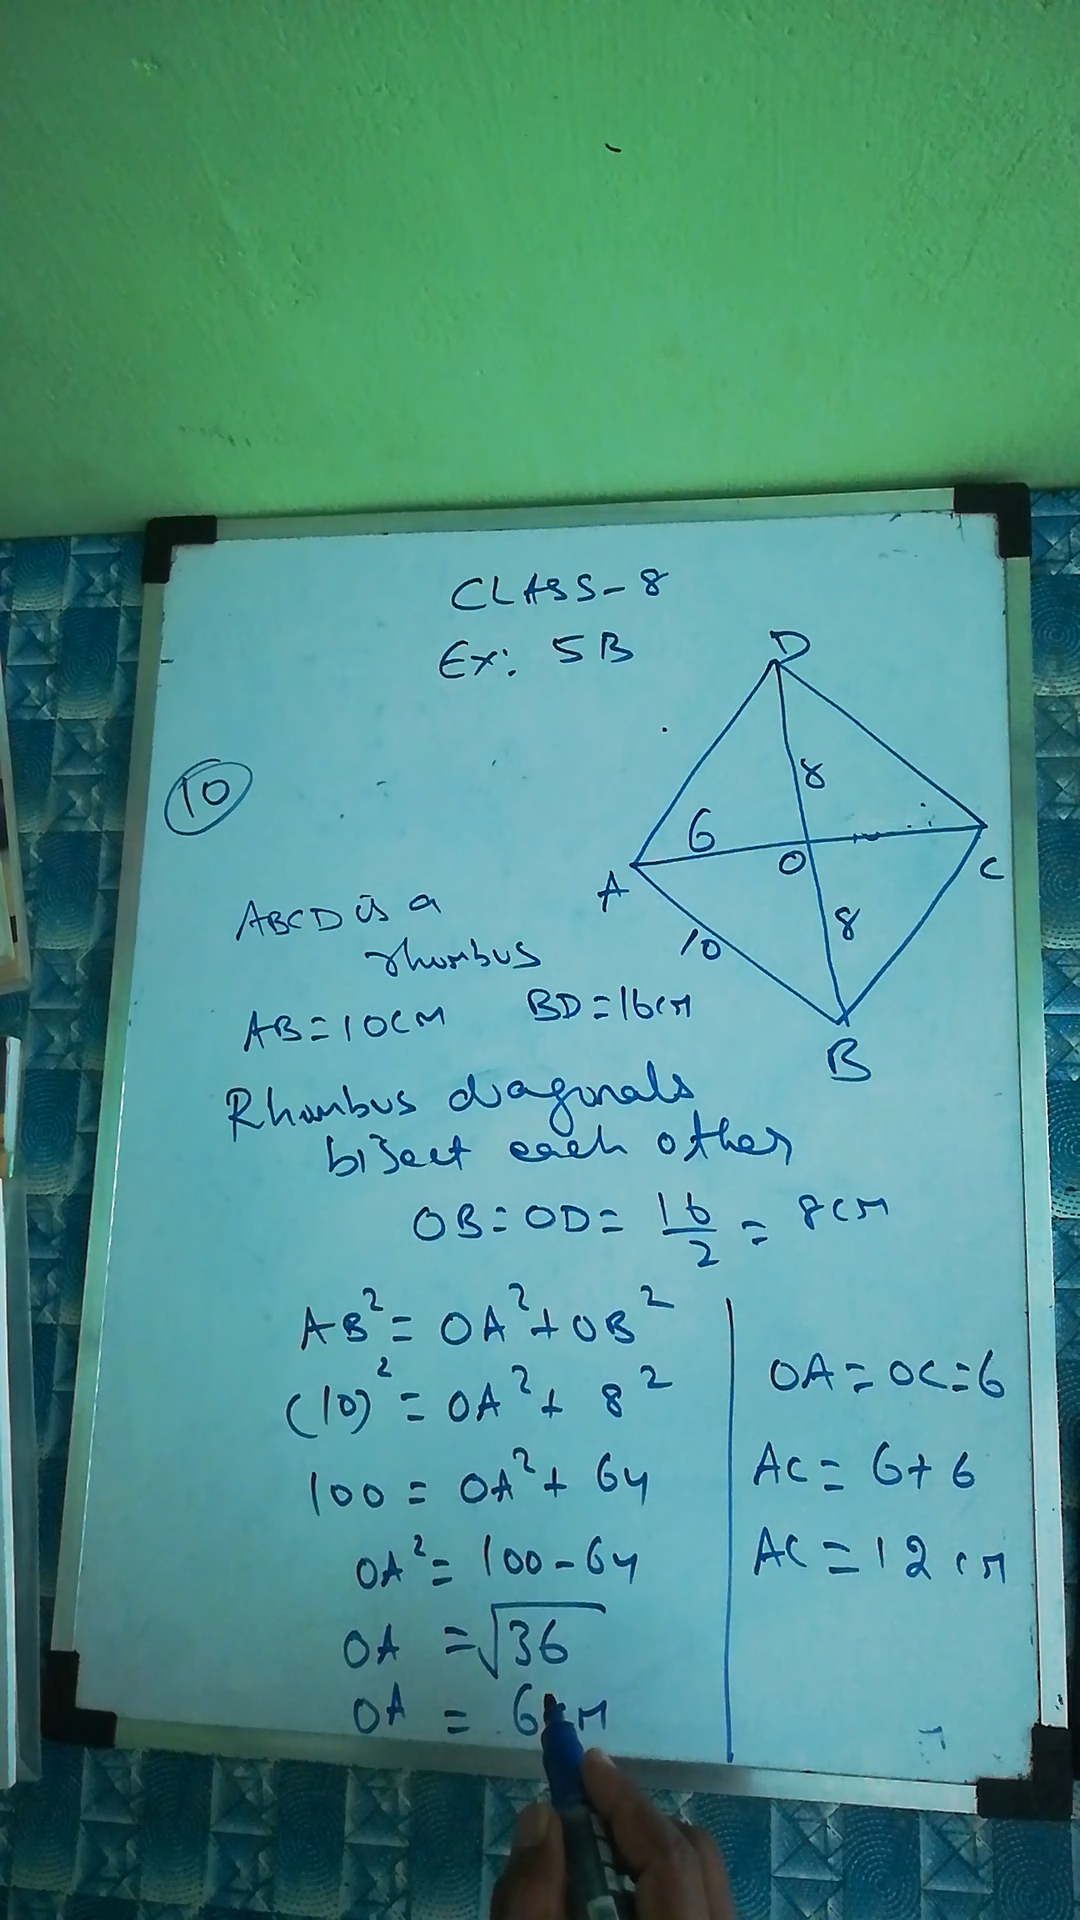 CLASS-8
Ex: 5B
D
10
8
6
O
A
C
ABCD is a
rhombus
8
10
AB=10CM BD=16cm
B
Rhombus diagonals
bisect each other
OB=OD= 16/2 = 8cm
AB²= OA²+OB²
(10)²= OA²+ 8²
100 = OA²+ 64
OA²= 100-64
OA =√36
OA = 6cm
OA=OC=6
AC= 6+6
AC=12 cm